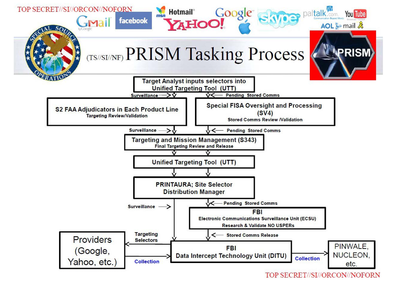 TOP SECRET//SI//ORCON//NOFORN
Gmail
facebook
Hotmail
YAHOO!
Google
skype
paltalk
YouTube
AOL mail
SPECIAL SOURCE
OPERATIONS
(TS//SI//NF) PRISM Tasking Process
PRISM
Target Analyst inputs selectors into
Unified Targeting Tool (UTT)
Surveillance
Pending Stored Comms
S2 FAA Adjudicators in Each Product Line
Targeting Review/Validation
Special FISA Oversight and Processing
(SV4)
Stored Comms Review /Validation
Surveillance
Pending Stored Comms
Targeting and Mission Management (S343)
Final Targeting Review and Release
Unified Targeting Tool (UTT)
PRINTAURA; Site Selector
Distribution Manager
Surveillance
Pending Stored Comms
FBI
Electronic Communications Surveillance Unit (ECSU)
Research & Validate NO USPERs
Stored Comms Release
Providers
(Google,
Yahoo, etc.)
Targeting
Selectors
Collection
FBI
Data Intercept Technology Unit (DITU)
Collection
PINWALE,
NUCLEON,
etc.
TOP SECRET//SI//ORCON//NOFORN